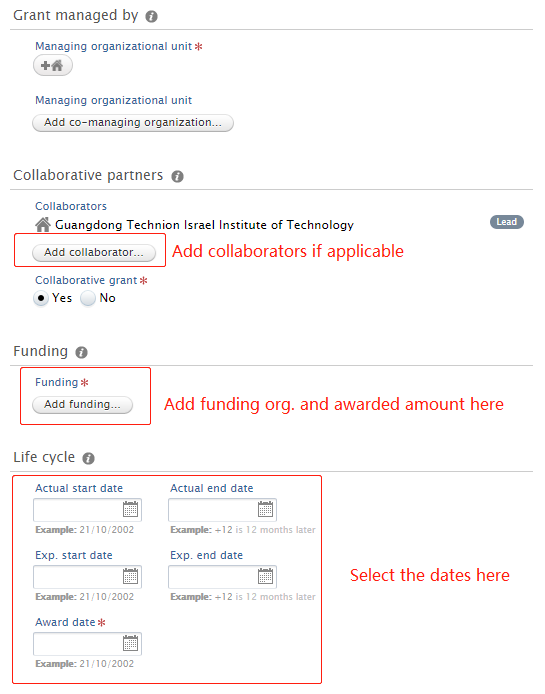 Grant managed by
Managing organizational unit *
Managing organizational unit
Add co-managing organization...
Collaborative partners
Collaborators
Guangdong Technion Israel Institute of Technology Lead
Add collaborator... Add collaborators if applicable
Collaborative grant *
Yes No
Funding
Funding *
Add funding... Add funding org. and awarded amount here
Life cycle
Actual start date Actual end date
Example: 21/10/2002 Example: +12 is 12 months later
Exp. start date Exp. end date
Select the dates here
Example: 21/10/2002 Example: +12 is 12 months later
Award date *
Example: 21/10/2002